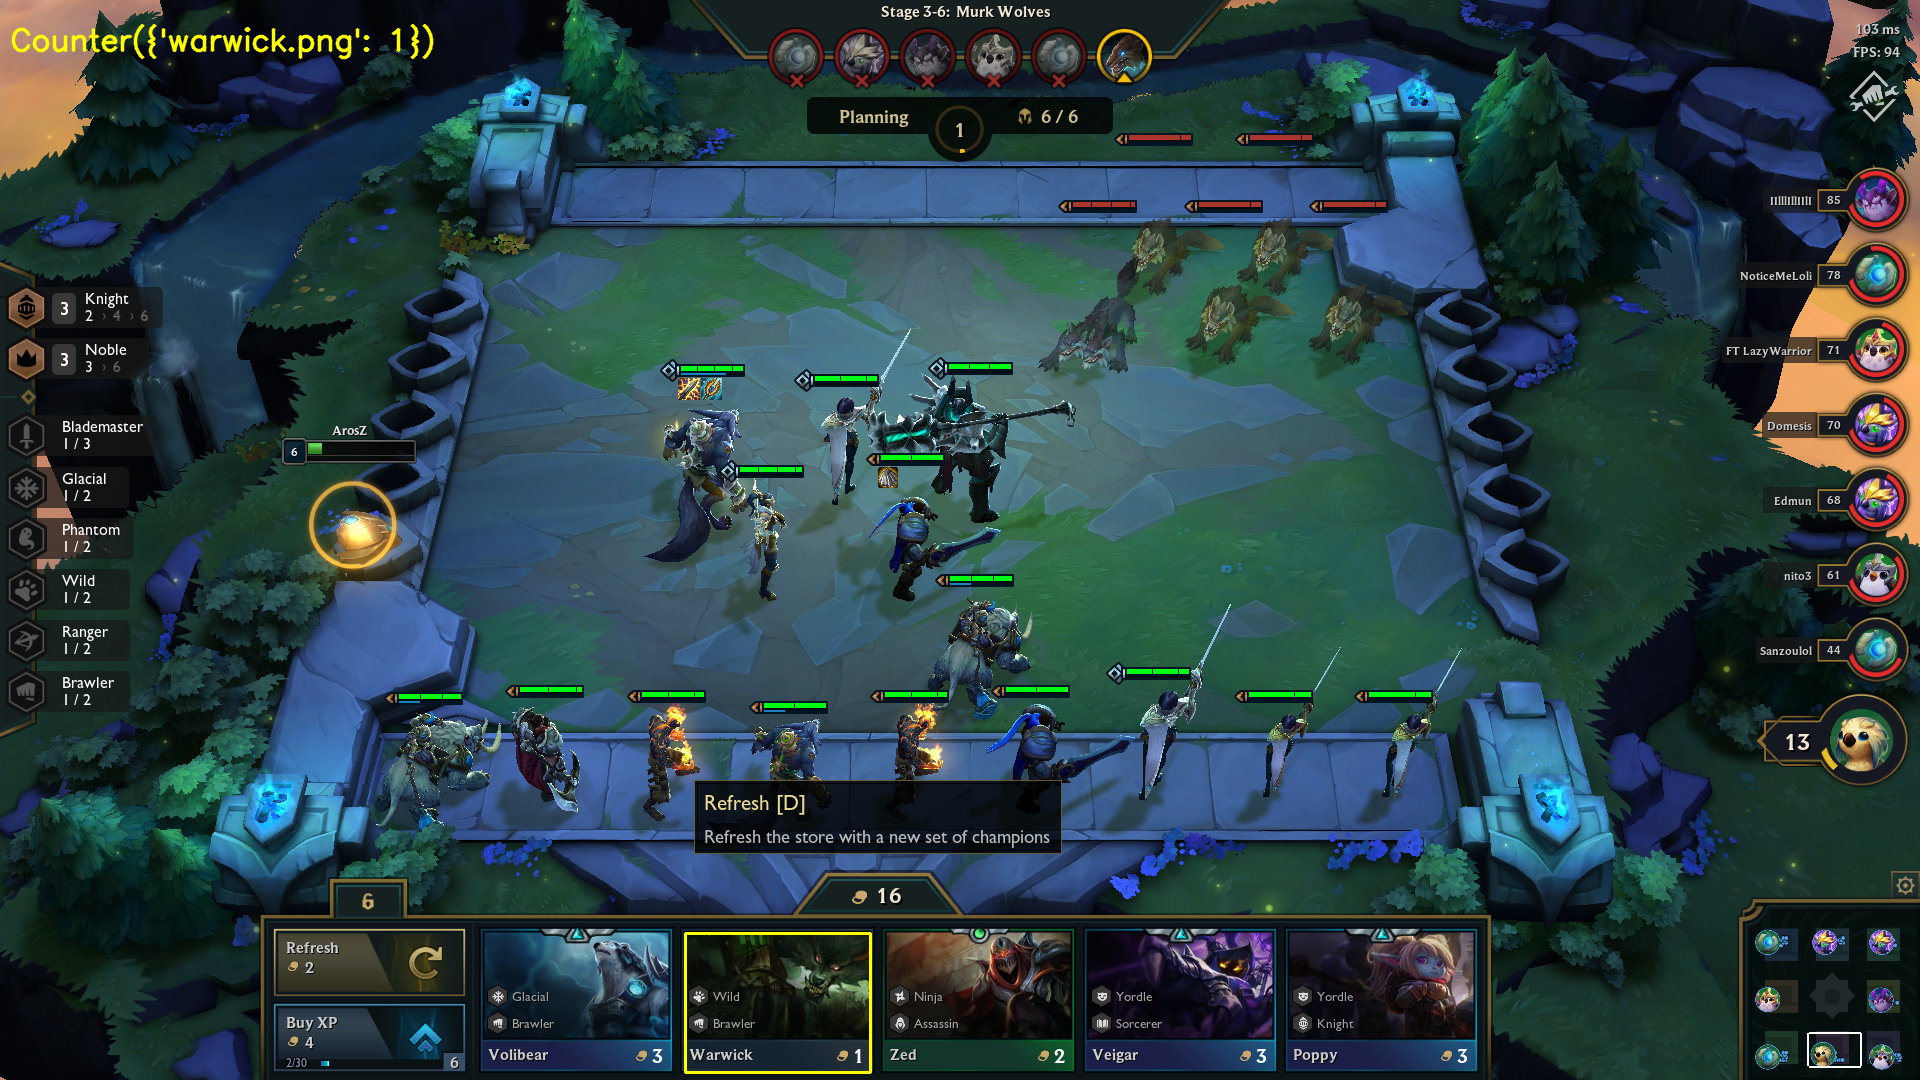 Counter({'warwick.png': 1})
Stage 3-6: Murk Wolves
103 ms
FPS: 94
Planning
1
6 / 6
Knight
3
2 › 4 › 6
Noble
3
3 › 6
Blademaster
1 / 3
Glacial
1 / 2
Phantom
1 / 2
Wild
1 / 2
Ranger
1 / 2
Brawler
1 / 2
ArosZ
6
85
NoticeMeLoli 78
FT LazyWarrior 71
Domesis 70
Edmun 68
nito3 61
Sanzoulol 44
13
Refresh [D]
Refresh the store with a new set of champions
6
16
Refresh
2
Buy XP
4
2/30
6
Glacial
Brawler
Volibear 3
Wild
Brawler
Warwick 1
Ninja
Assassin
Zed 2
Yordle
Sorcerer
Veigar 3
Yordle
Knight
Poppy 3